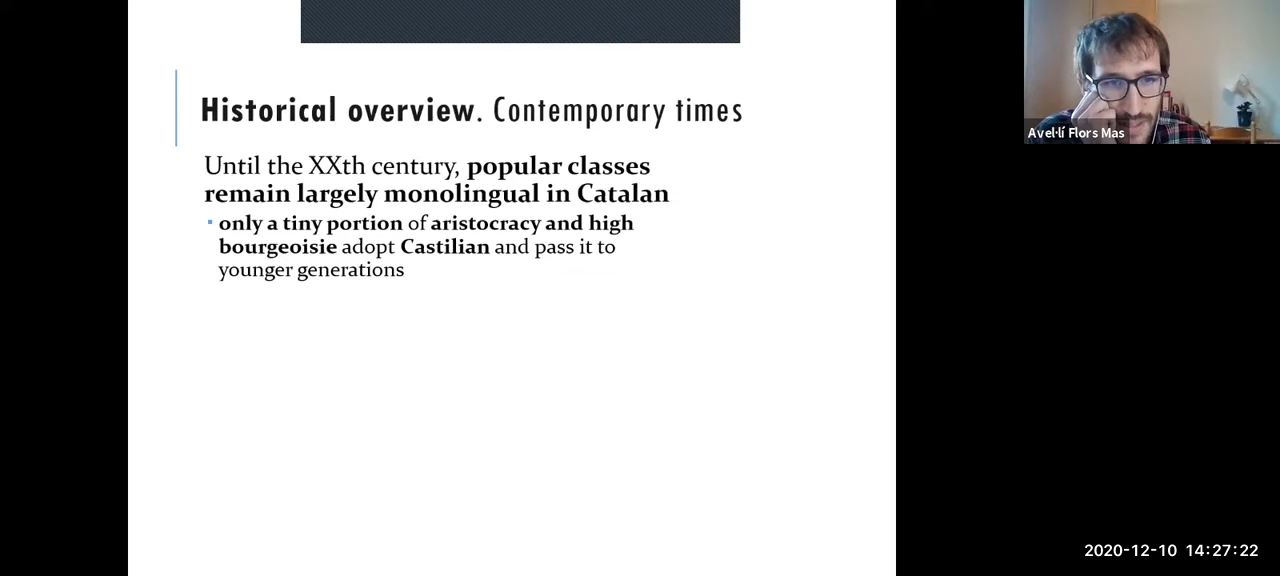 Historical overview. Contemporary times
Until the XXth century, popular classes
remain largely monolingual in Catalan
only a tiny portion of aristocracy and high
bourgeoisie adopt Castilian and pass it to
younger generations
Avel·lí Flors Mas
2020-12-10 14:27:22